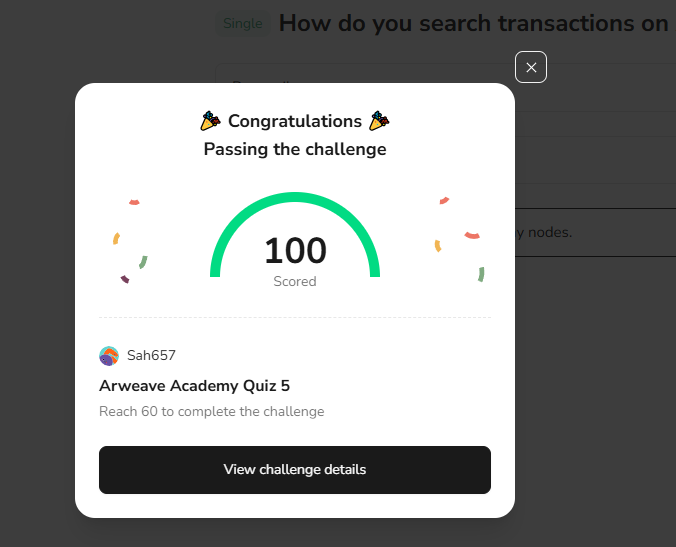 Single How do you search transactions on
Congratulations
Passing the challenge
100
Scored
y nodes.
Sah657
Arweave Academy Quiz 5
Reach 60 to complete the challenge
View challenge details